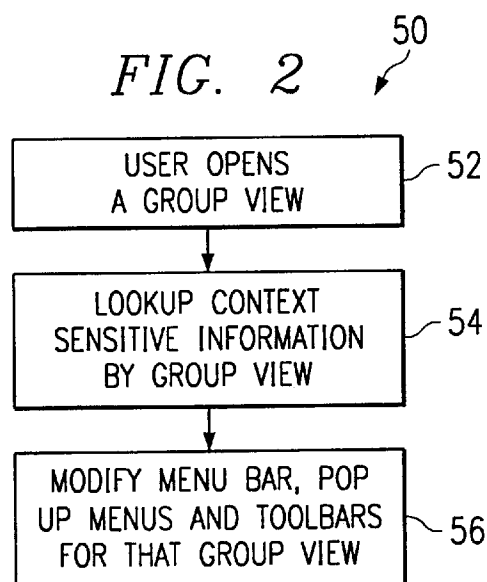 50
FIG. 2
USER OPENS
A GROUP VIEW
52
LOOKUP CONTEXT
SENSITIVE INFORMATION
BY GROUP VIEW
54
MODIFY MENU BAR, POP
UP MENUS AND TOOLBARS
FOR THAT GROUP VIEW
56